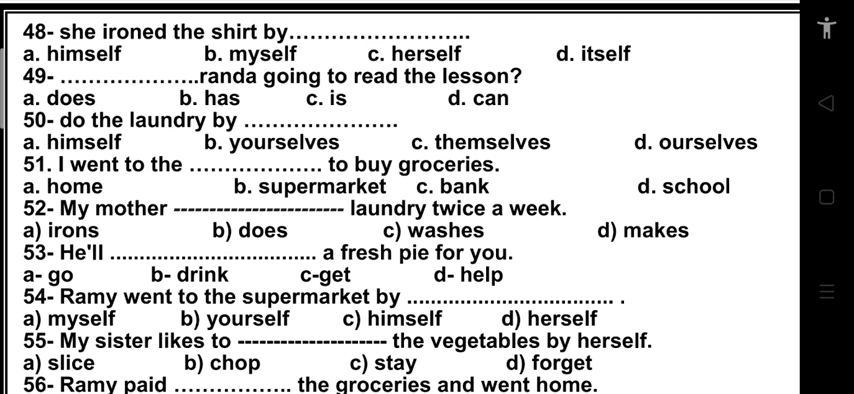 48- she ironed the shirt by……………………..
a. himself b. myself c. herself d. itself
49- ………………..randa going to read the lesson?
a. does b. has c. is d. can
50- do the laundry by ………………….
a. himself b. yourselves c. themselves d. ourselves
51. I went to the ……………….. to buy groceries.
a. home b. supermarket c. bank d. school
52- My mother ------------------------ laundry twice a week.
a) irons b) does c) washes d) makes
53- He'll .................................. a fresh pie for you.
a- go b- drink c-get d- help
54- Ramy went to the supermarket by .................................. .
a) myself b) yourself c) himself d) herself
55- My sister likes to --------------------- the vegetables by herself.
a) slice b) chop c) stay d) forget
56- Ramy paid …………….. the groceries and went home.